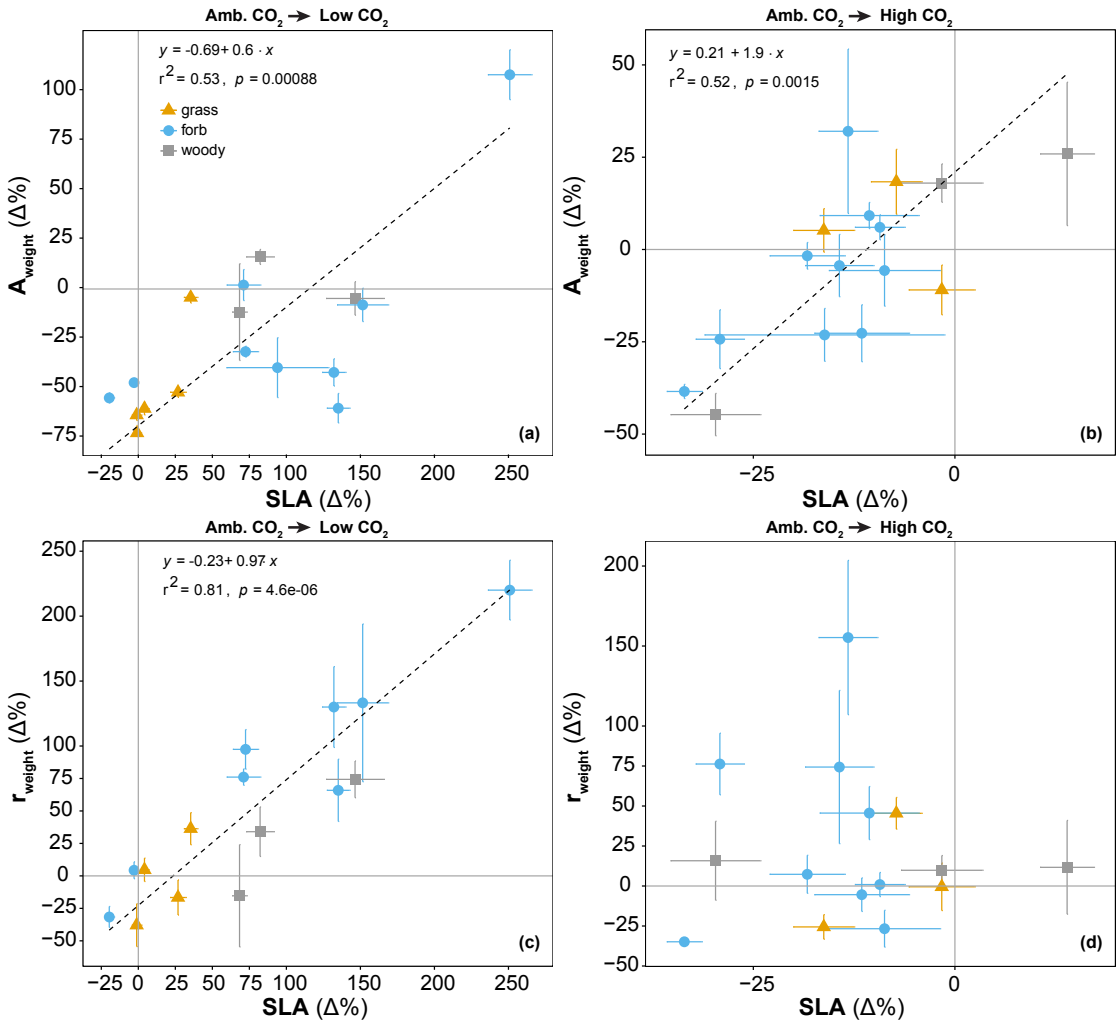 Amb. CO2 → Low CO2
y = -0.69+ 0.6 · x
r2 = 0.53 , p = 0.00088
grass
forb
woody
100
75
50
25
0
−25
−50
−75
Aweight (Δ%)
(a)
−25 0 25 50 75 100 150 200 250
SLA (Δ%)
Amb. CO2 → High CO2
y = 0.21 + 1.9 · x
r2 = 0.52 , p = 0.0015
50
25
0
−25
−50
Aweight (Δ%)
(b)
−25 0
SLA (Δ%)
Amb. CO2 → Low CO2
y = -0.23+ 0.97· x
r2 = 0.81 , p = 4.6e-06
250
200
150
100
75
50
25
0
−25
−50
rweight (Δ%)
(c)
−25 0 25 50 75 100 150 200 250
SLA (Δ%)
Amb. CO2 → High CO2
200
150
100
75
50
25
0
−25
−50
rweight (Δ%)
(d)
−25 0
SLA (Δ%)